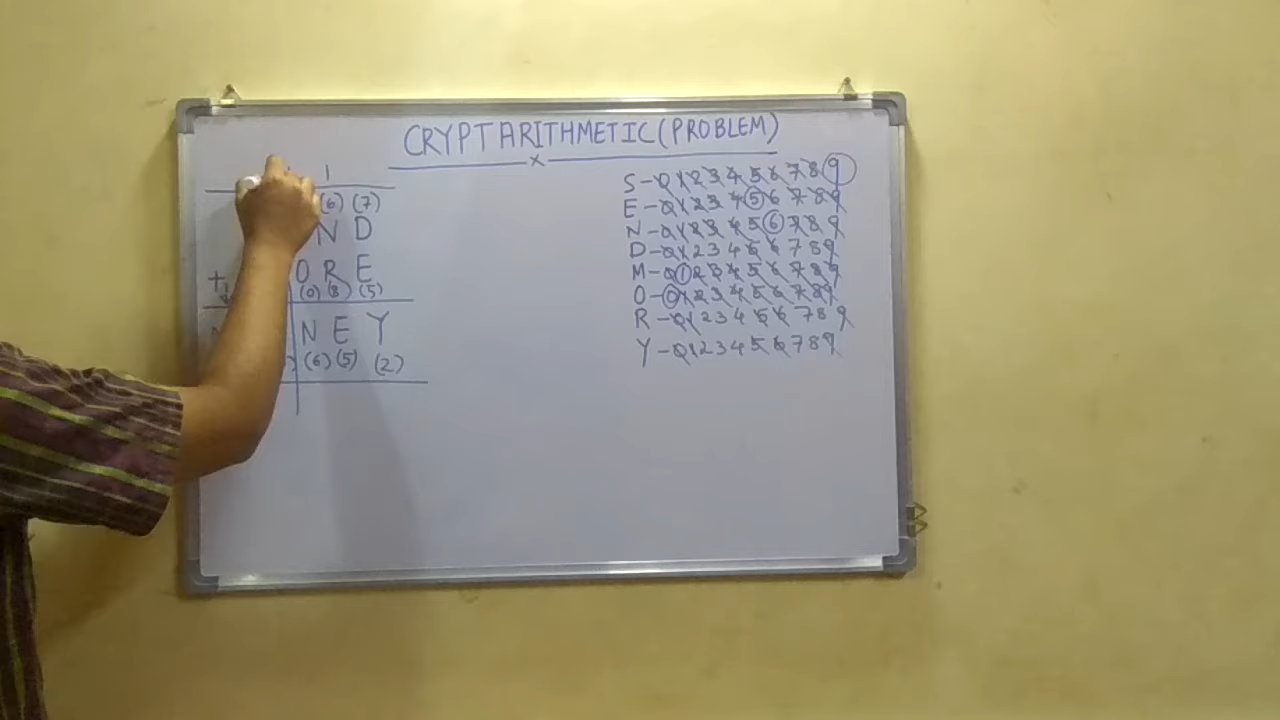 CRYPTARITHMETIC (PROBLEM)
x
1
(6) (7)
N D
+1 O R E
(0) (8) (5)
N E Y
(6) (5) (2)
S-0123456789
E-0123456789
N-0123456789
D-0123456789
M-0123456789
O-0123456789
R-0123456789
Y-0123456789